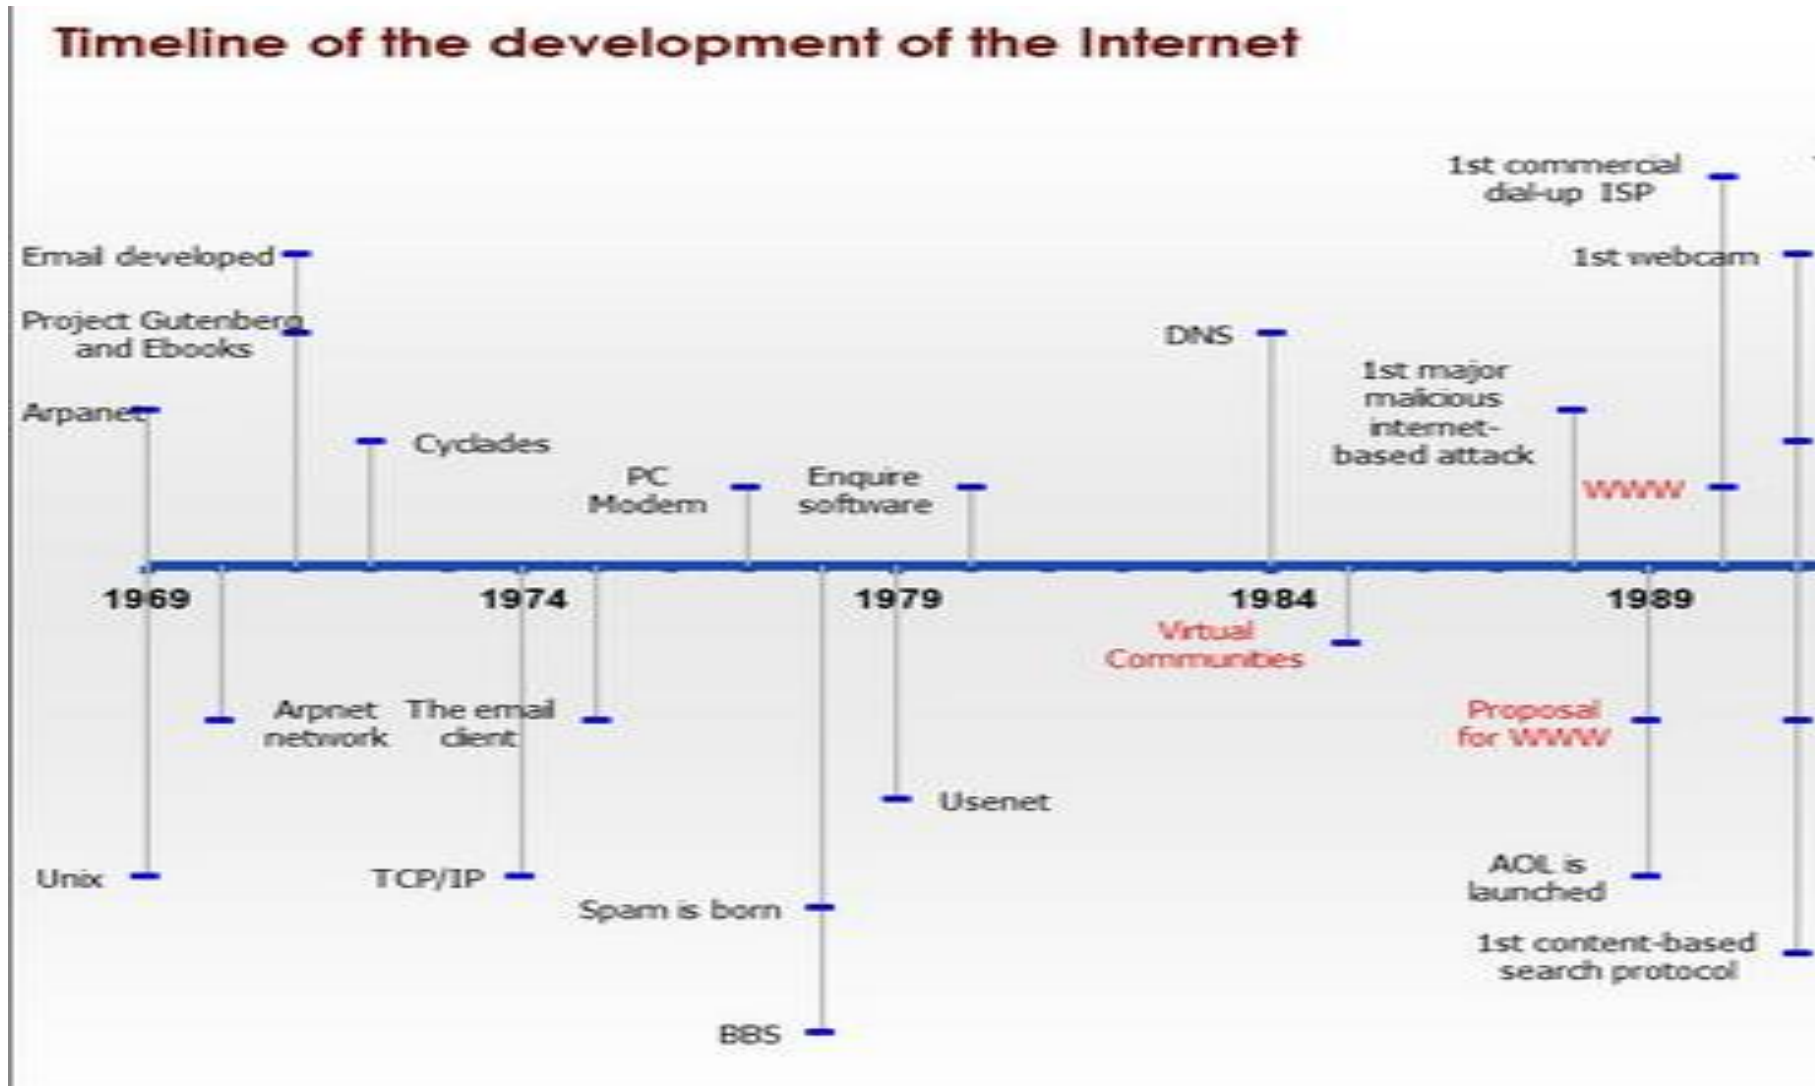 Timeline of the development of the Internet
1st commercial
dial-up ISP
Email developed
1st webcam
Project Gutenberg
and Ebooks
DNS
1st major
malicious
internet-
based attack
Arpanet
Cyclades
PC
Modem
Enquire
software
WWW
1969
1974
1979
1984
1989
Virtual
Communities
Arpnet
network
The email
client
Proposal
for WWW
Usenet
Unix
TCP/IP
AOL is
launched
Spam is born
1st content-based
search protocol
BBS